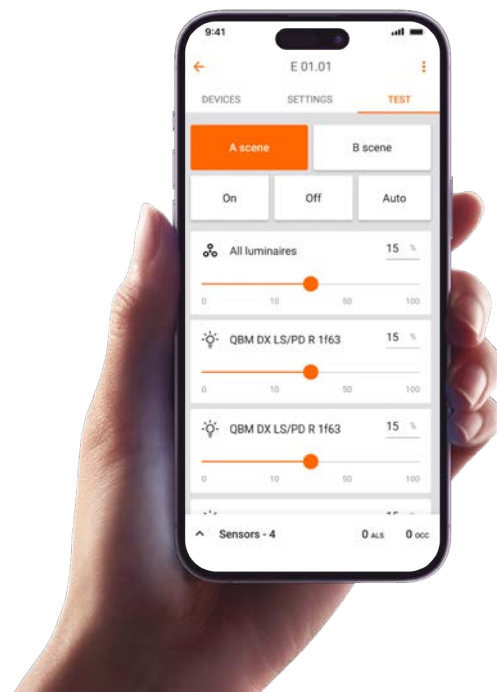 9:41
E 01.01
DEVICES SETTINGS TEST
A scene B scene
On Off Auto
All luminaires 15 %
0 10 50 100
QBM DX LS/PD R 1f63 15 %
0 10 50 100
QBM DX LS/PD R 1f63 15 %
0 10 50 100
Sensors - 4 0 ALS 0 OCC